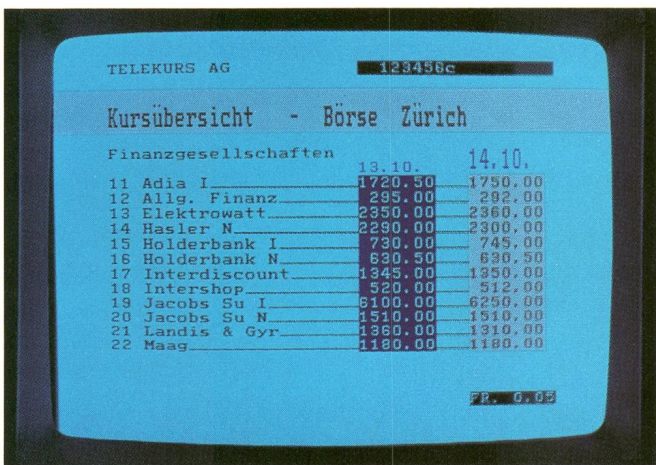 TELEKURS AG 123456c
Kursübersicht - Börse Zürich
Finanzgesellschaften 13.10. 14.10.
11 Adia I 1720.50 1750.00
12 Allg. Finanz 295.00 292.00
13 Elektrowatt 2350.00 2360.00
14 Hasler N 2290.00 2300.00
15 Holderbank I 730.00 745.00
16 Holderbank N 630.50 630.50
17 Interdiscount 1345.00 1350.00
18 Intershop 520.00 512.00
19 Jacobs Su I 6100.00 6250.00
20 Jacobs Su N 1510.00 1510.00
21 Landis & Gyr 1360.00 1310.00
22 Maag 1180.00 1180.00
FR. 0.05